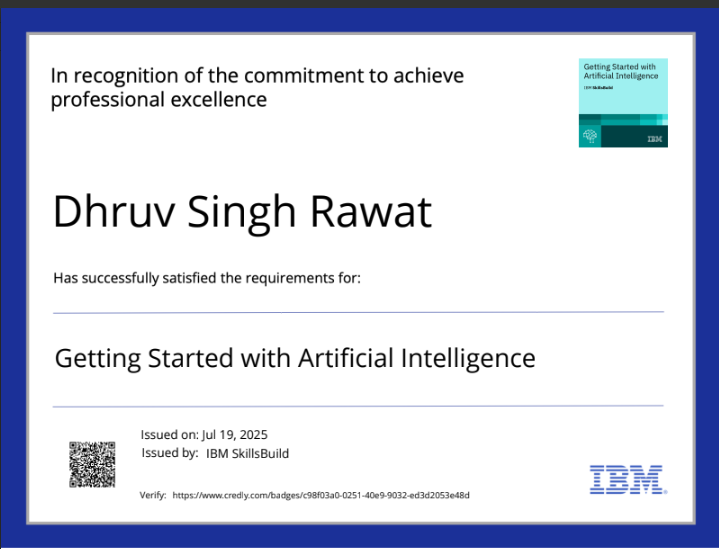 In recognition of the commitment to achieve
professional excellence
Getting Started with
Artificial Intelligence
IBM SkillsBuild
IBM
Dhruv Singh Rawat
Has successfully satisfied the requirements for:
Getting Started with Artificial Intelligence
Issued on: Jul 19, 2025
Issued by: IBM SkillsBuild
Verify: https://www.credly.com/badges/c98f03a0-0251-40e9-9032-ed3d2053e48d
IBM.